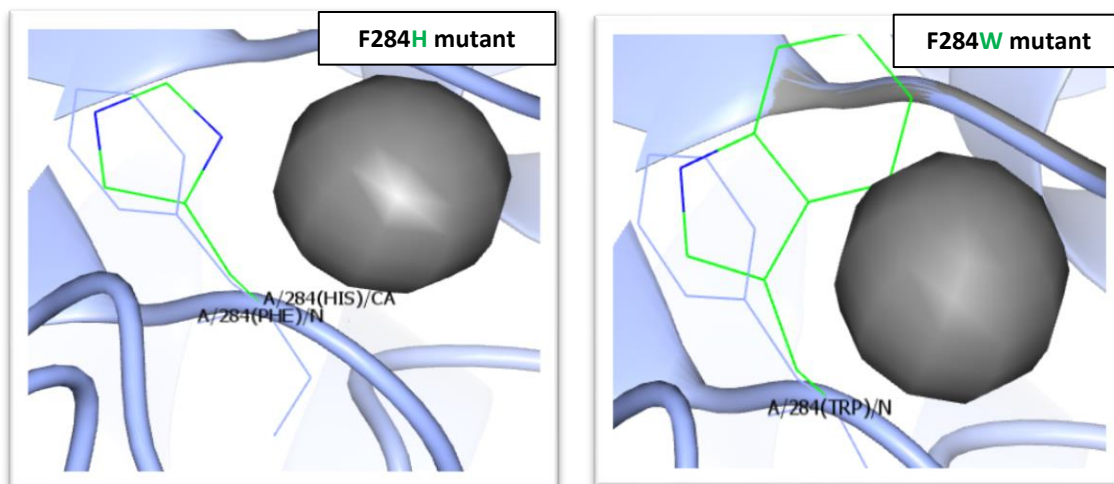 F284H mutant
A/284(HIS)/CA
A/284(PHE)/N
F284W mutant
A/284(TRP)/N